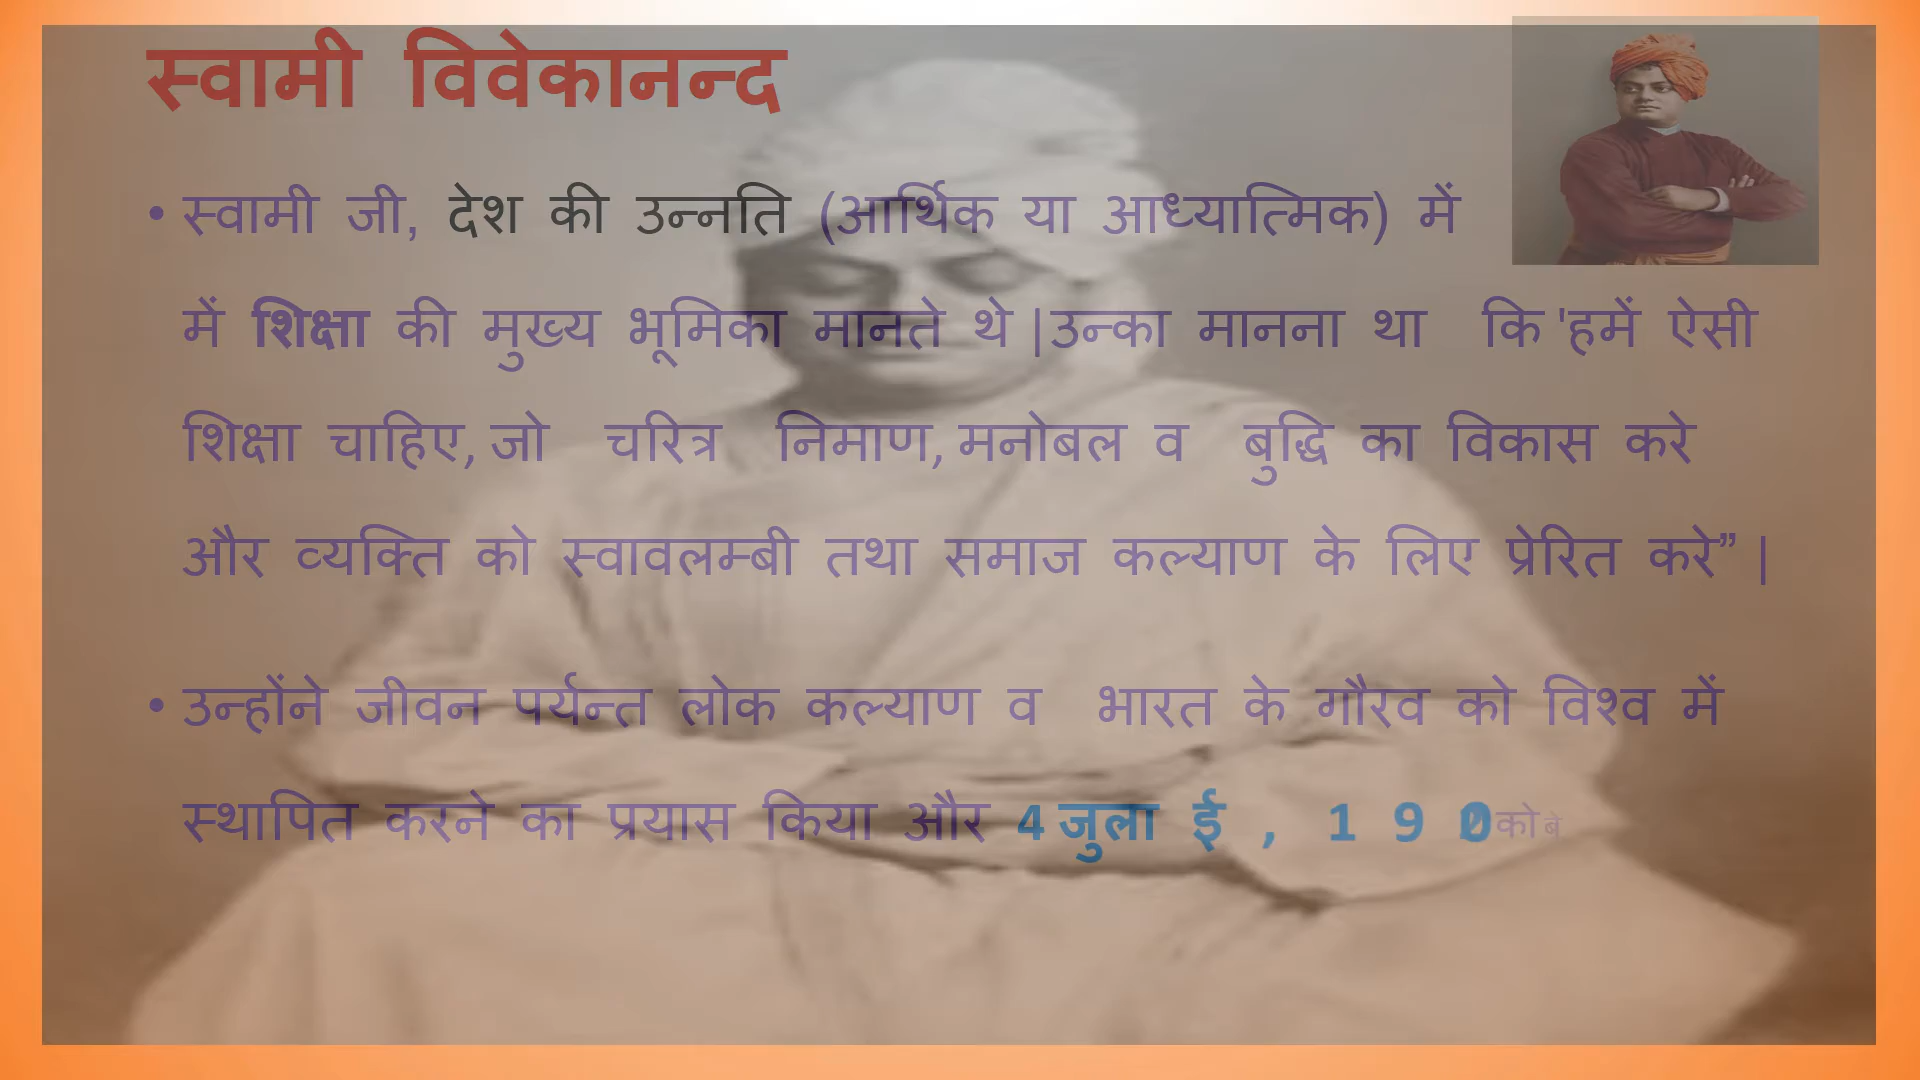 स्वामी विवेकानन्द
• स्वामी जी, देश की उन्नति (आर्थिक या आध्यात्मिक) में
में शिक्षा की मुख्य भूमिका मानते थे |उन्का मानना था कि 'हमें ऐसी
शिक्षा चाहिए, जो चरित्र निमाण, मनोबल व बुद्धि का विकास करे
और व्यक्ति को स्वावलम्बी तथा समाज कल्याण के लिए प्रेरित करे” |
• उन्होंने जीवन पर्यन्त लोक कल्याण व भारत के गौरव को विश्व में
स्थापित करने का प्रयास किया और 4 जुला ई , 1 9 0 को बे